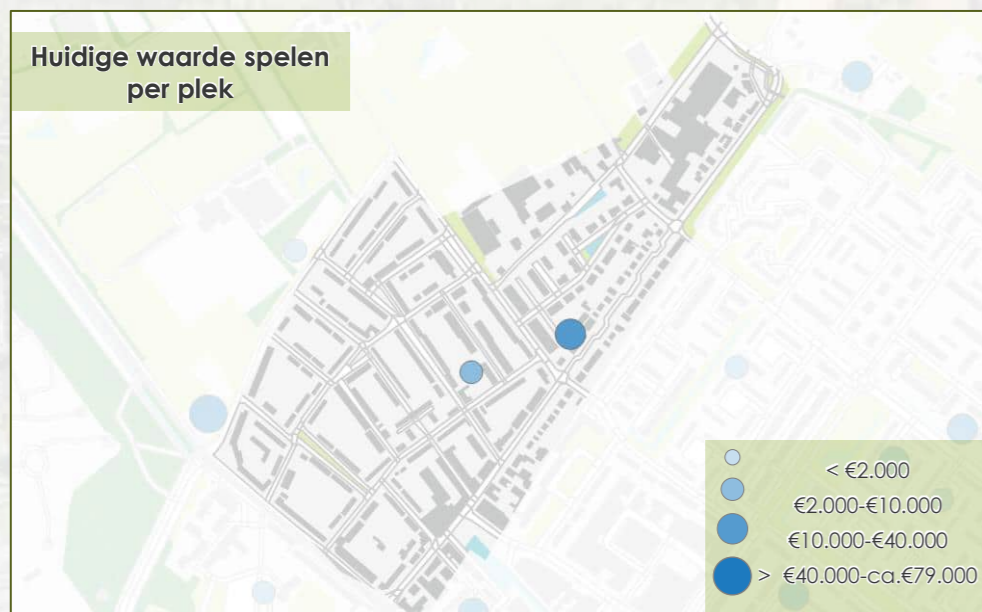 Huidige waarde spelen
per plek
< €2.000
€2.000-€10.000
€10.000-€40.000
> €40.000-ca.€79.000